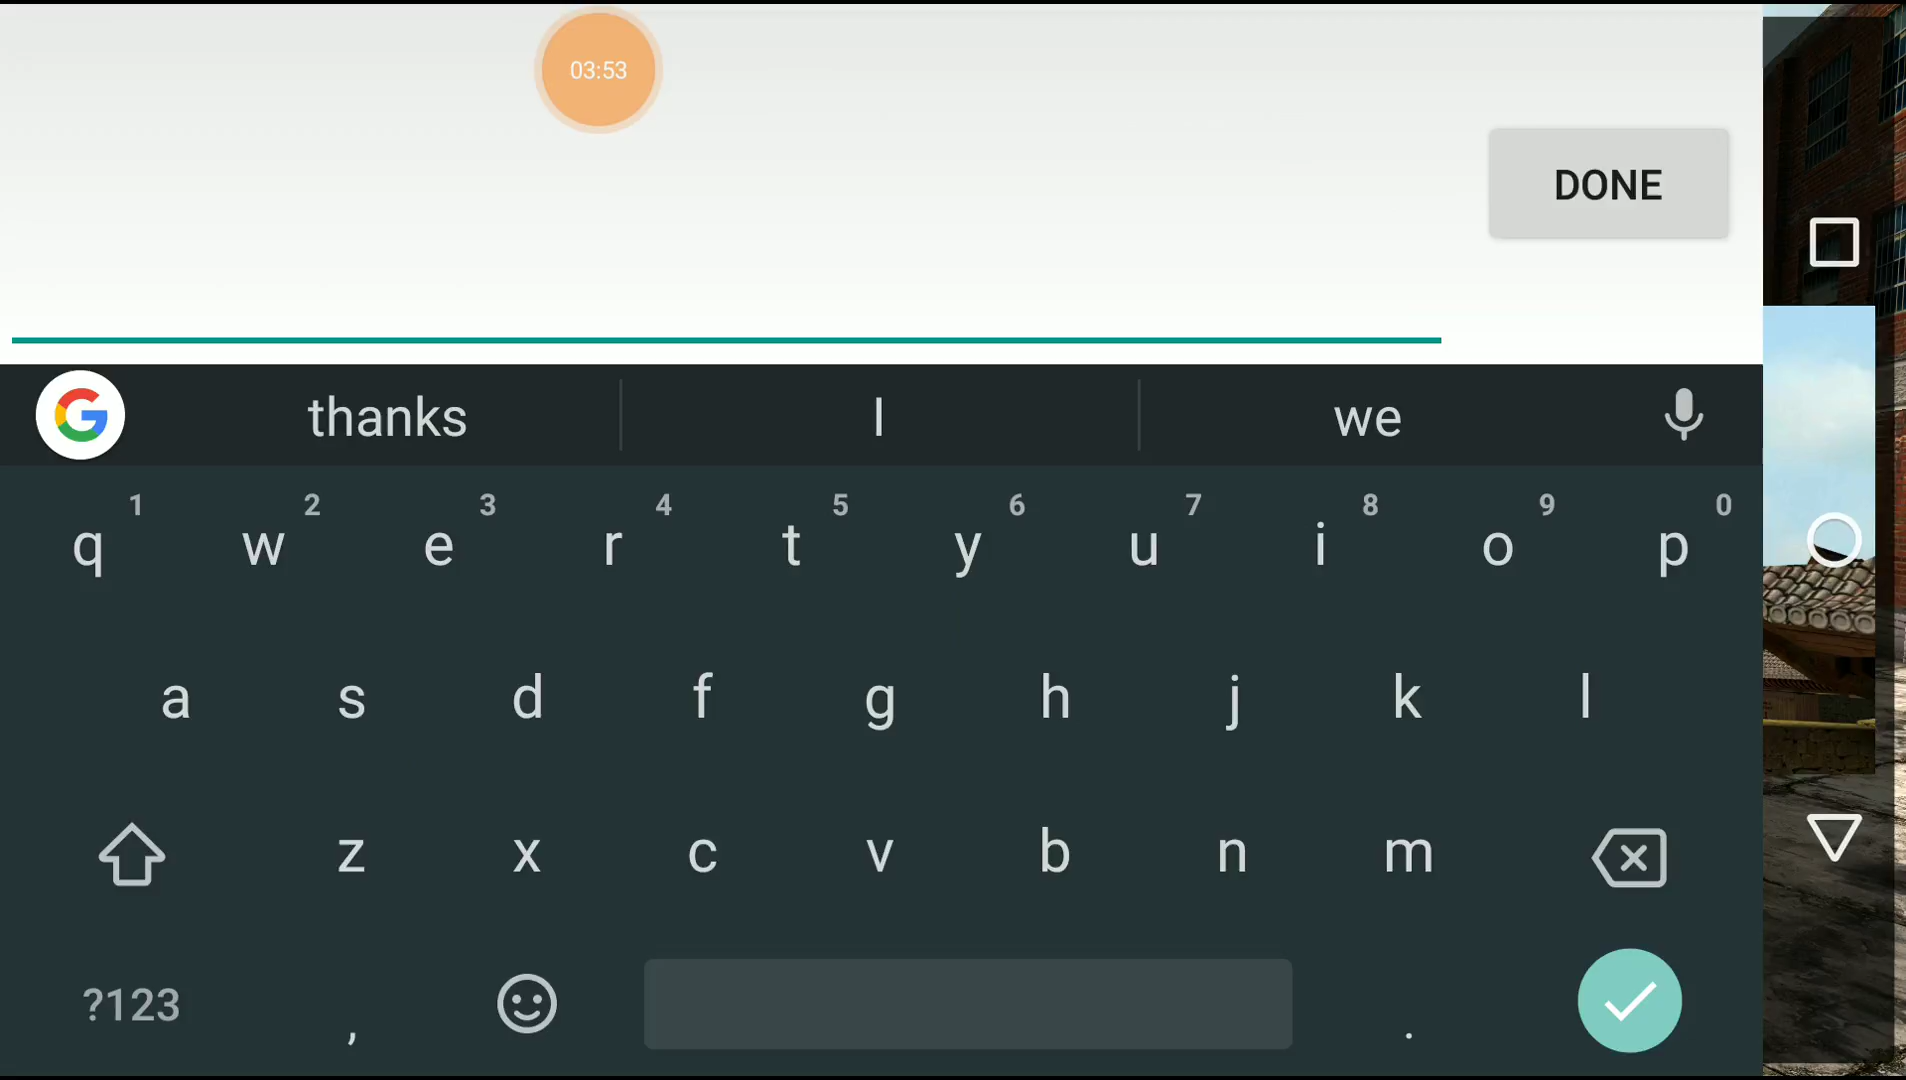 03:53
DONE
thanks I we
1 2 3 4 5 6 7 8 9 0
q w e r t y u i o p
a s d f g h j k l
z x c v b n m
?123 , .